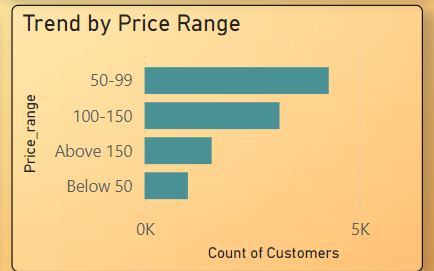 Trend by Price Range
Price_range
50-99
100-150
Above 150
Below 50
0K 5K
Count of Customers